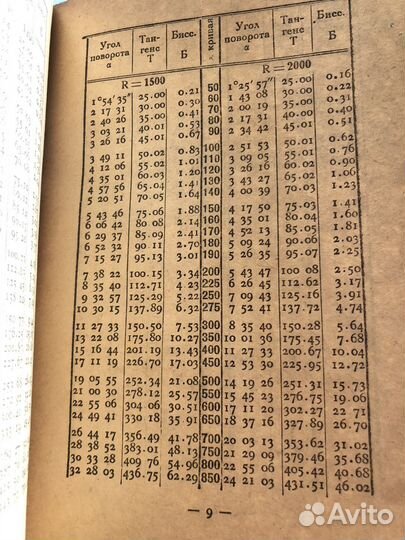 Угол поворота α | Тангенс Т | Бисс. Б | λ кривая | Угол поворота α | Тангенс Т | Бисс. Б
R = 1500 | R = 2000
1°54′35″ 25.00 0.21 50 1°25′57″ 25.00 0.16
2 17 31 30.00 0.30 60 1 43 08 30.00 0.22
2 40 26 35.01 0.41 70 2 00 19 35.00 0.31
3 03 21 40.01 0.53 80 2 17 31 40.01 0.40
3 26 16 45.01 0.67 90 2 34 42 45.01 0.51
3 49 11 50.02 0.83 100 2 51 53 50.01 0.62
4 12 06 55.02 1.01 110 3 09 05 55.01 0.76
4 35 01 60.03 1.20 120 3 26 16 60.02 0.90
4 57 56 65.04 1.41 130 3 43 27 65.02 1.06
5 20 51 70.05 1.64 140 4 00 39 70.03 1.23
5 43 46 75.06 1.88 150 4 17 50 75.03 1.41
6 06 42 80 08 2.14 160 4 35 01 80.04 1.60
6 29 37 85.09 2.41 170 4 52 13 85.05 1.81
6 52 32 90.11 2.70 180 5 09 24 90.06 2.03
7 15 27 95.13 3.01 190 5 26 35 95.07 2.25
7 38 22 100.15 3.34 200 5 43 47 100 08 2.50
8 35 40 112.71 4.23 225 6 26 45 112.62 3.17
9 32 57 125.29 5.22 250 7 09 43 125.16 3.91
10 30 15 137.89 6.32 275 7 52 41 137.72 4.74
11 27 33 150.50 7.53 300 8 35 40 150.28 5.64
13 22 08 175.80 10.27 350 10 01 36 175.45 7.68
15 16 44 201.19 13.43 400 11 27 33 200.67 10.04
17 11 19 226.70 17.03 450 12 53 30 225.95 12.72
19 05 55 252.34 21.08 500 14 19 26 251.31 15.73
21 00 30 278.12 25.57 550 15 45 23 276.75 19.06
22 55 06 304 06 30.51 600 17 11 20 302.27 22.71
24 49 41 330.18 35.91 650 18 37 16 327.89 26.70
26 44 17 356.49 41.78 700 20 03 13 353.62 31.02
28 38 52 383.01 48.13 750 21 29 09 379.46 35.68
30 33 28 409 76 54.96 800 22 55 06 405.42 40.68
32 28 03 436.75 62.29 850 24 21 03 431.51 46.02
— 9 —
Avito